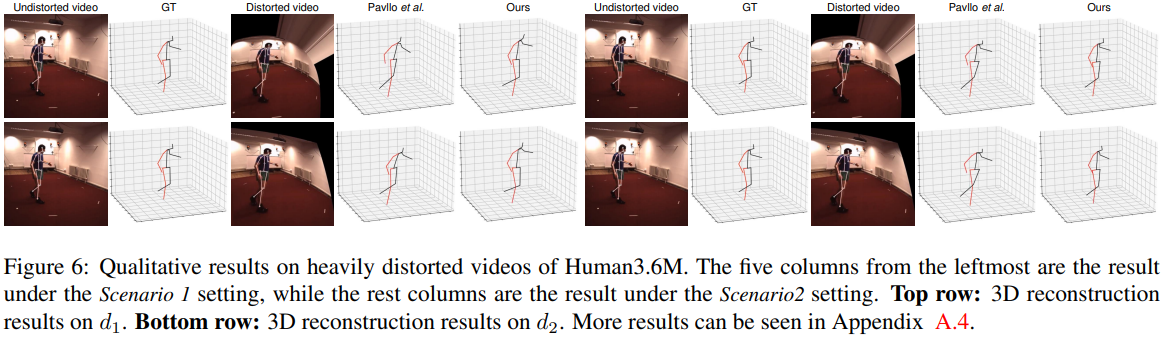 Undistorted video GT Distorted video Pavllo et al. Ours Undistorted video GT Distorted video Pavllo et al. Ours
Figure 6: Qualitative results on heavily distorted videos of Human3.6M. The five columns from the leftmost are the result
under the Scenario 1 setting, while the rest columns are the result under the Scenario2 setting. Top row: 3D reconstruction
results on d₁. Bottom row: 3D reconstruction results on d₂. More results can be seen in Appendix A.4.